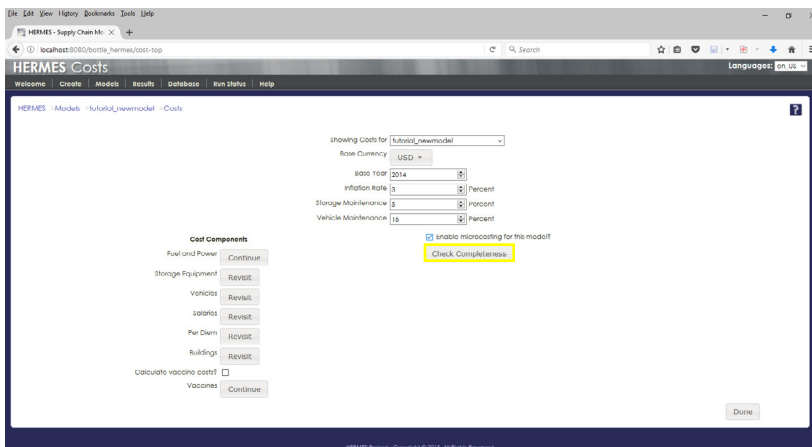 File Edit View History Bookmarks Tools Help
HERMES - Supply Chain Mo
localhost:8080/bottle_hermes/cost-top
Search
HERMES Costs
Languages: en_US
Welcome Create Models Results Database Run Status Help
HERMES >Models >tutorial_newmodel >Costs
?
Showing Costs for tutorial_newmodel
Base Currency USD
Base Year 2014
Inflation Rate 3 Percent
Storage Maintenance 5 Percent
Vehicle Maintenance 15 Percent
Enable microcosting for this model?
Check Completeness
Cost Components
Fuel and Power Continue
Storage Equipment Revisit
Vehicles Revisit
Salaries Revisit
Per Diem Revisit
Buildings Revisit
Calculate vaccine costs?
Vaccines Continue
Done